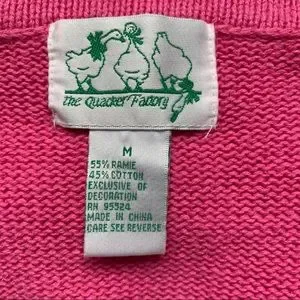 the Quacker Factory
M
55% RAMIE
45% COTTON
EXCLUSIVE OF
DECORATION
RN 95324
MADE IN CHINA
CARE SEE REVERSE